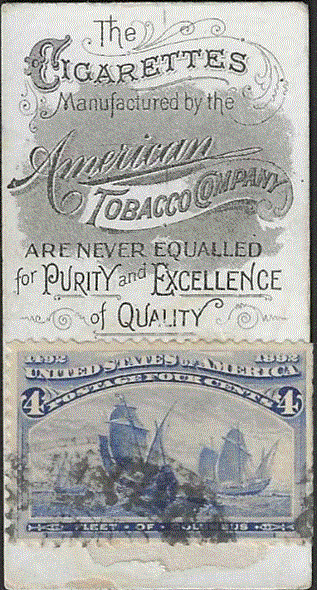 The
CIGARETTES
Manufactured by the
American
TOBACCO COMPANY
ARE NEVER EQUALLED
for PURITY and EXCELLENCE
of QUALITY
1492 1892
UNITED STATES OF AMERICA
POSTAGE FOUR CENTS
4 4
FLEET · OF · COLUMBUS